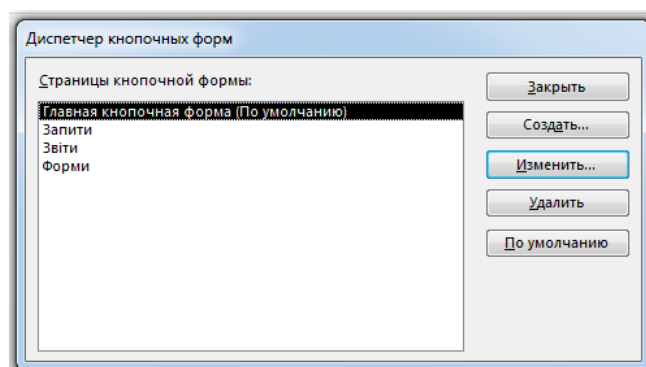 Диспетчер кнопочных форм
Страницы кнопочной формы:
Главная кнопочная форма (По умолчанию)
Запити
Звіти
Форми
Закрыть
Создать...
Изменить...
Удалить
По умолчанию